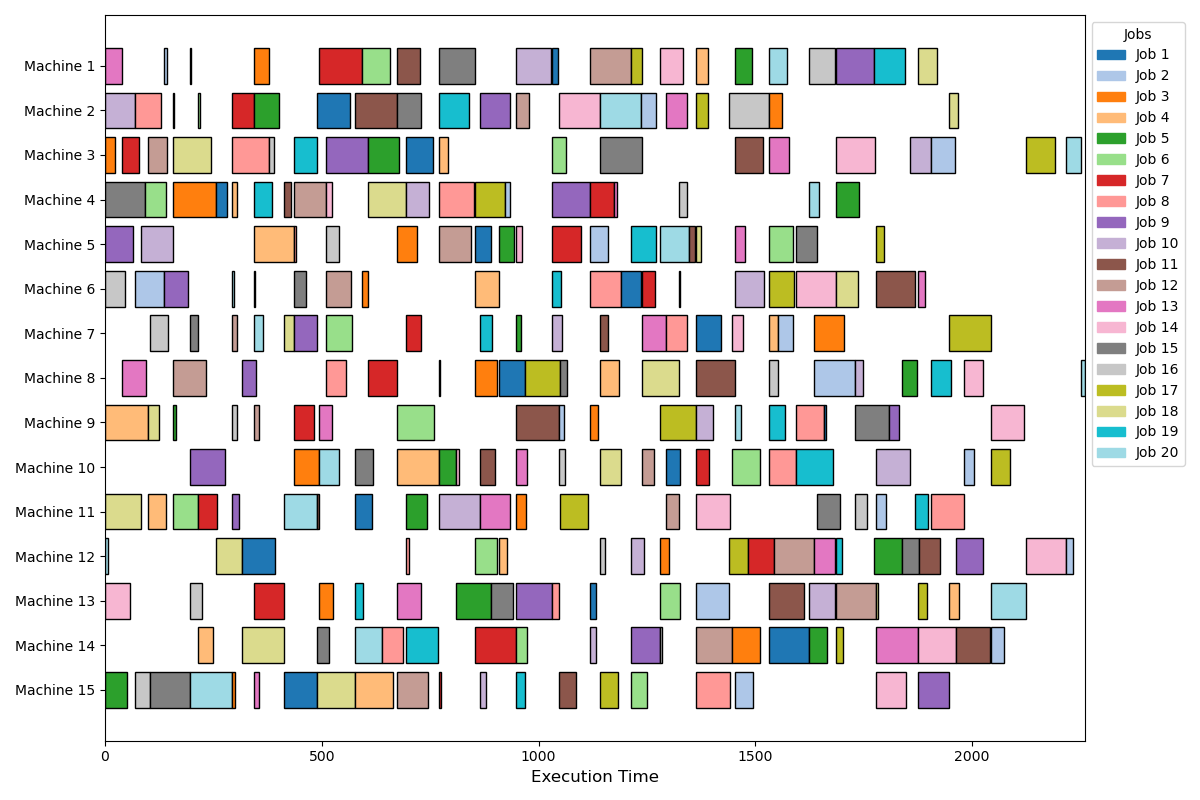 Machine 1
Machine 2
Machine 3
Machine 4
Machine 5
Machine 6
Machine 7
Machine 8
Machine 9
Machine 10
Machine 11
Machine 12
Machine 13
Machine 14
Machine 15
0 500 1000 1500 2000
Execution Time
Jobs
Job 1
Job 2
Job 3
Job 4
Job 5
Job 6
Job 7
Job 8
Job 9
Job 10
Job 11
Job 12
Job 13
Job 14
Job 15
Job 16
Job 17
Job 18
Job 19
Job 20